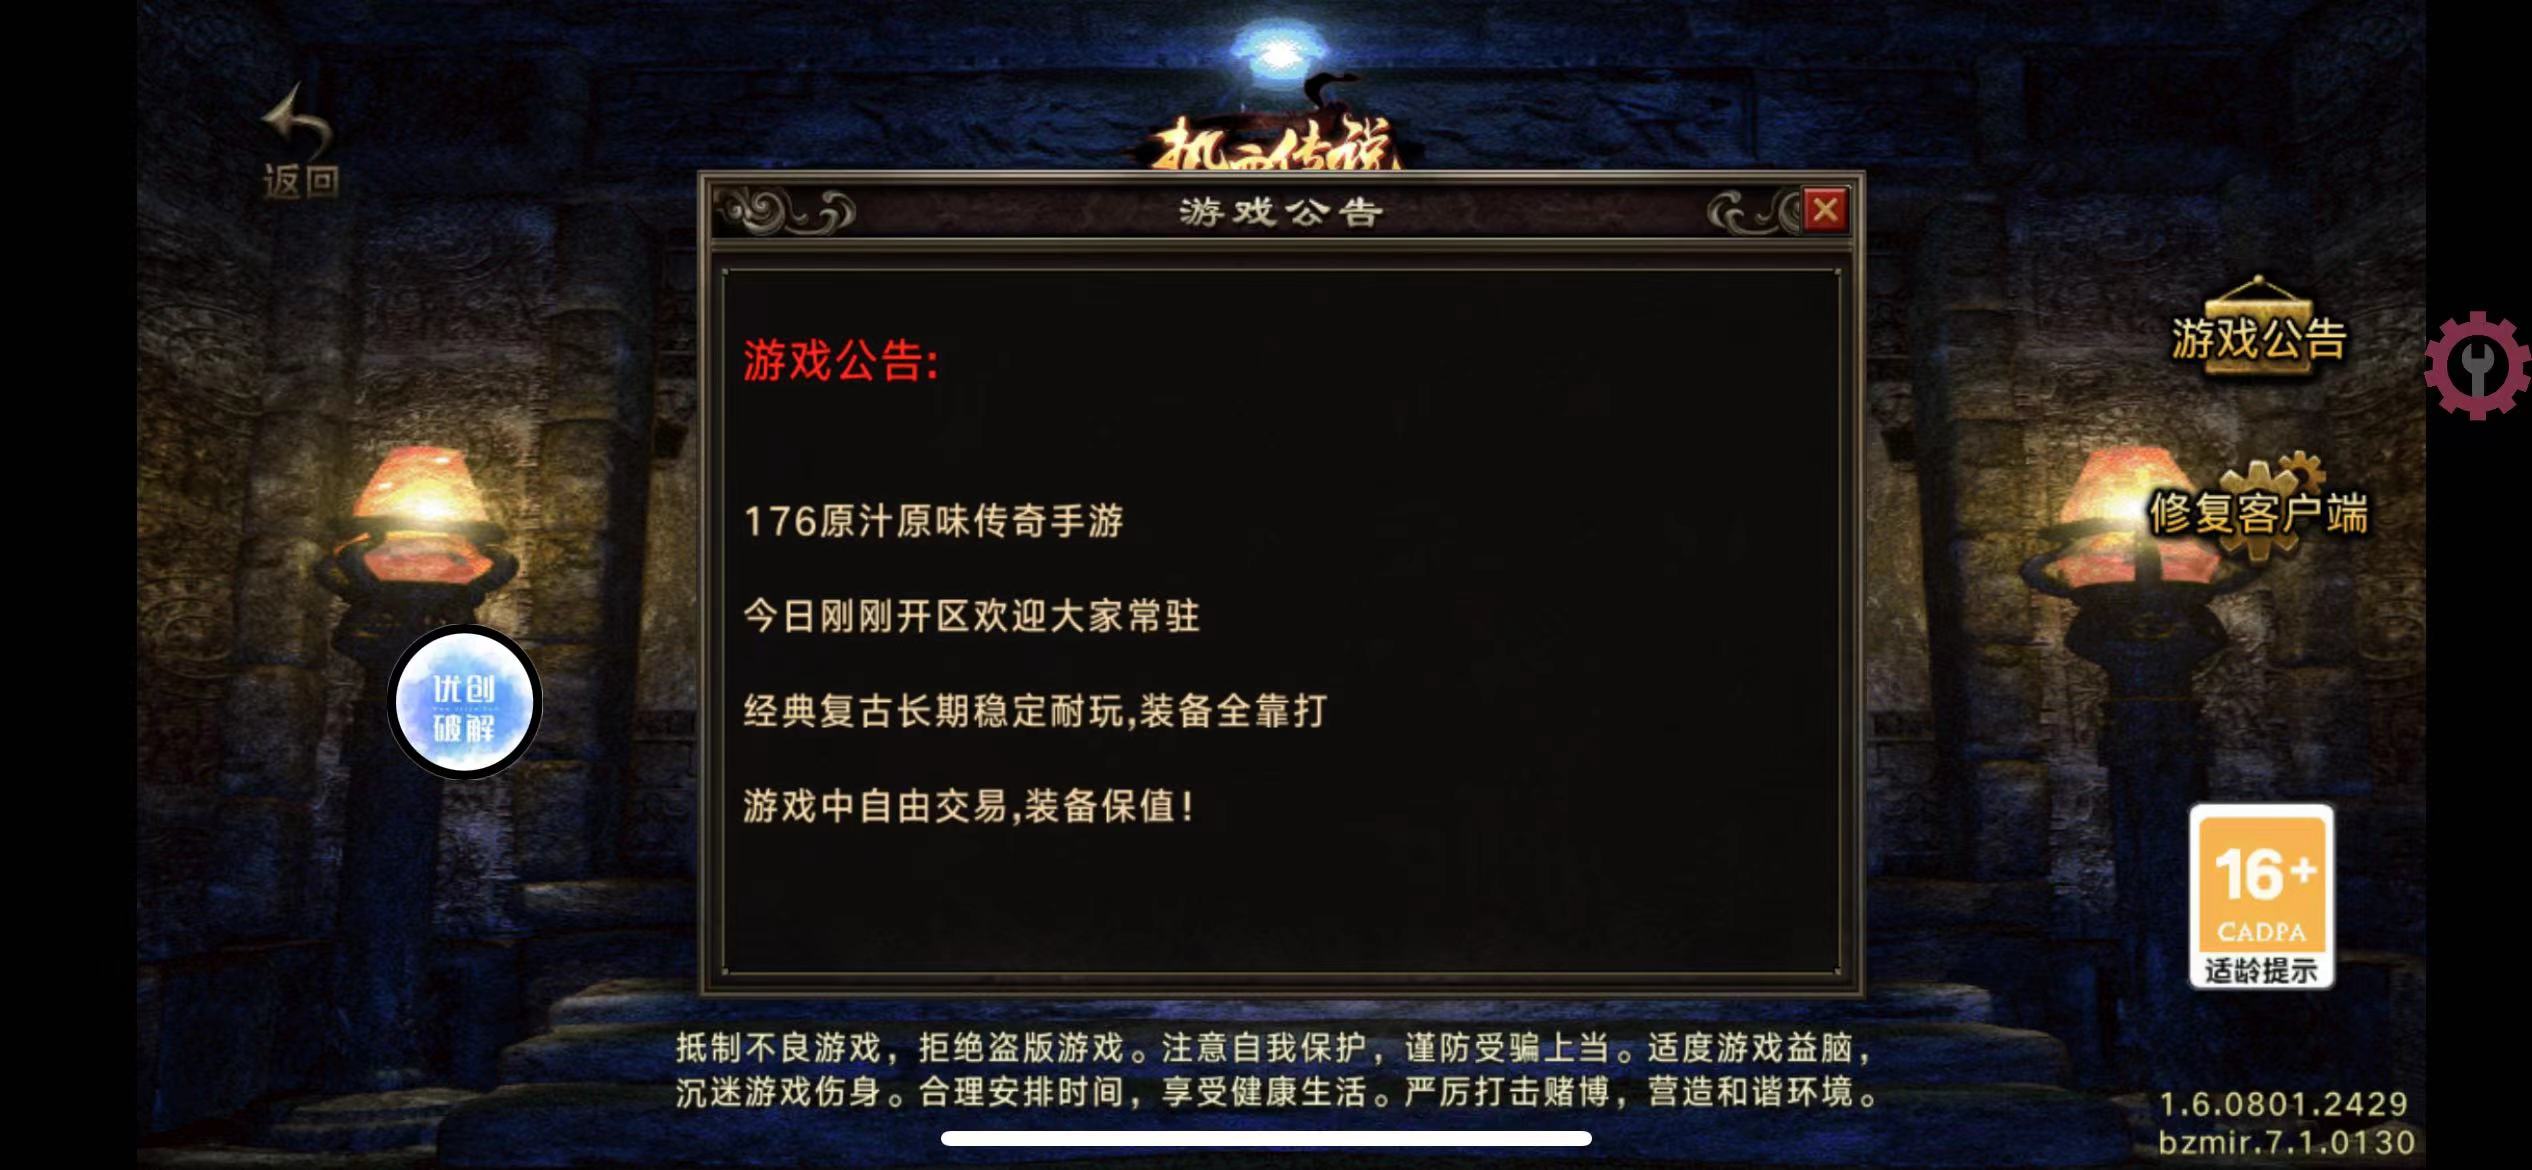 返回
热血传说
游戏公告
游戏公告:
176原汁原味传奇手游
今日刚刚开区欢迎大家常驻
经典复古长期稳定耐玩,装备全靠打
游戏中自由交易,装备保值!
游戏公告
修复客户端
优创
破解
16+
CADPA
适龄提示
抵制不良游戏，拒绝盗版游戏。注意自我保护，谨防受骗上当。适度游戏益脑，
沉迷游戏伤身。合理安排时间，享受健康生活。严厉打击赌博，营造和谐环境。
1.6.0801.2429
bzmir.7.1.0130